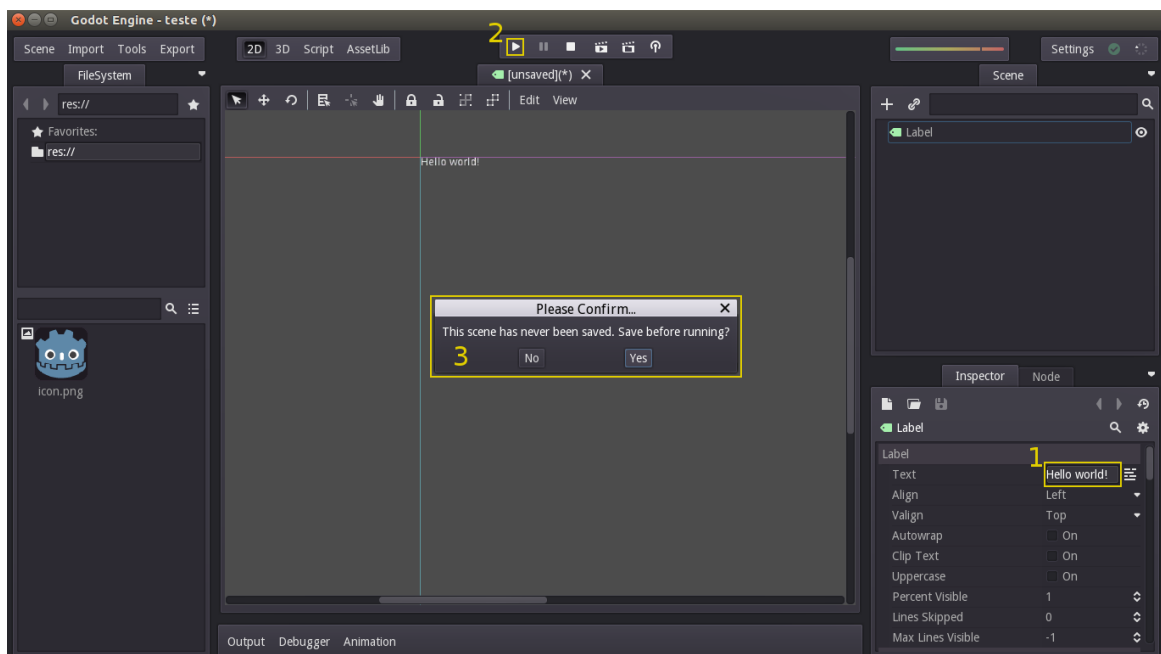 Godot Engine - teste (*)
2
Scene Import Tools Export
2D 3D Script AssetLib
Settings
FileSystem
[unsaved](*)
Scene
res://
Edit View
Favorites:
res://
Label
Hello world!
Please Confirm...
This scene has never been saved. Save before running?
3
No Yes
icon.png
Inspector Node
Label
Label
1
Text Hello world!
Align Left
Valign Top
Autowrap On
Clip Text On
Uppercase On
Percent Visible 1
Lines Skipped 0
Max Lines Visible -1
Output Debugger Animation